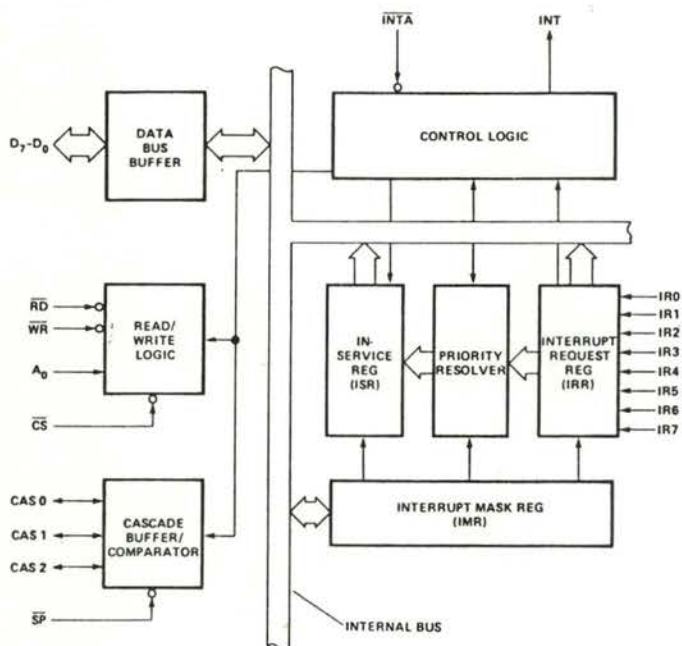 INTA INT
DATA
BUS
BUFFER
D7-D0
CONTROL LOGIC
RD
WR
A0
CS
READ/
WRITE
LOGIC
IN-
SERVICE
REG
(ISR)
PRIORITY
RESOLVER
INTERRUPT
REQUEST
REG
(IRR)
IR0
IR1
IR2
IR3
IR4
IR5
IR6
IR7
CAS 0
CAS 1
CAS 2
SP
CASCADE
BUFFER/
COMPARATOR
INTERRUPT MASK REG
(IMR)
INTERNAL BUS